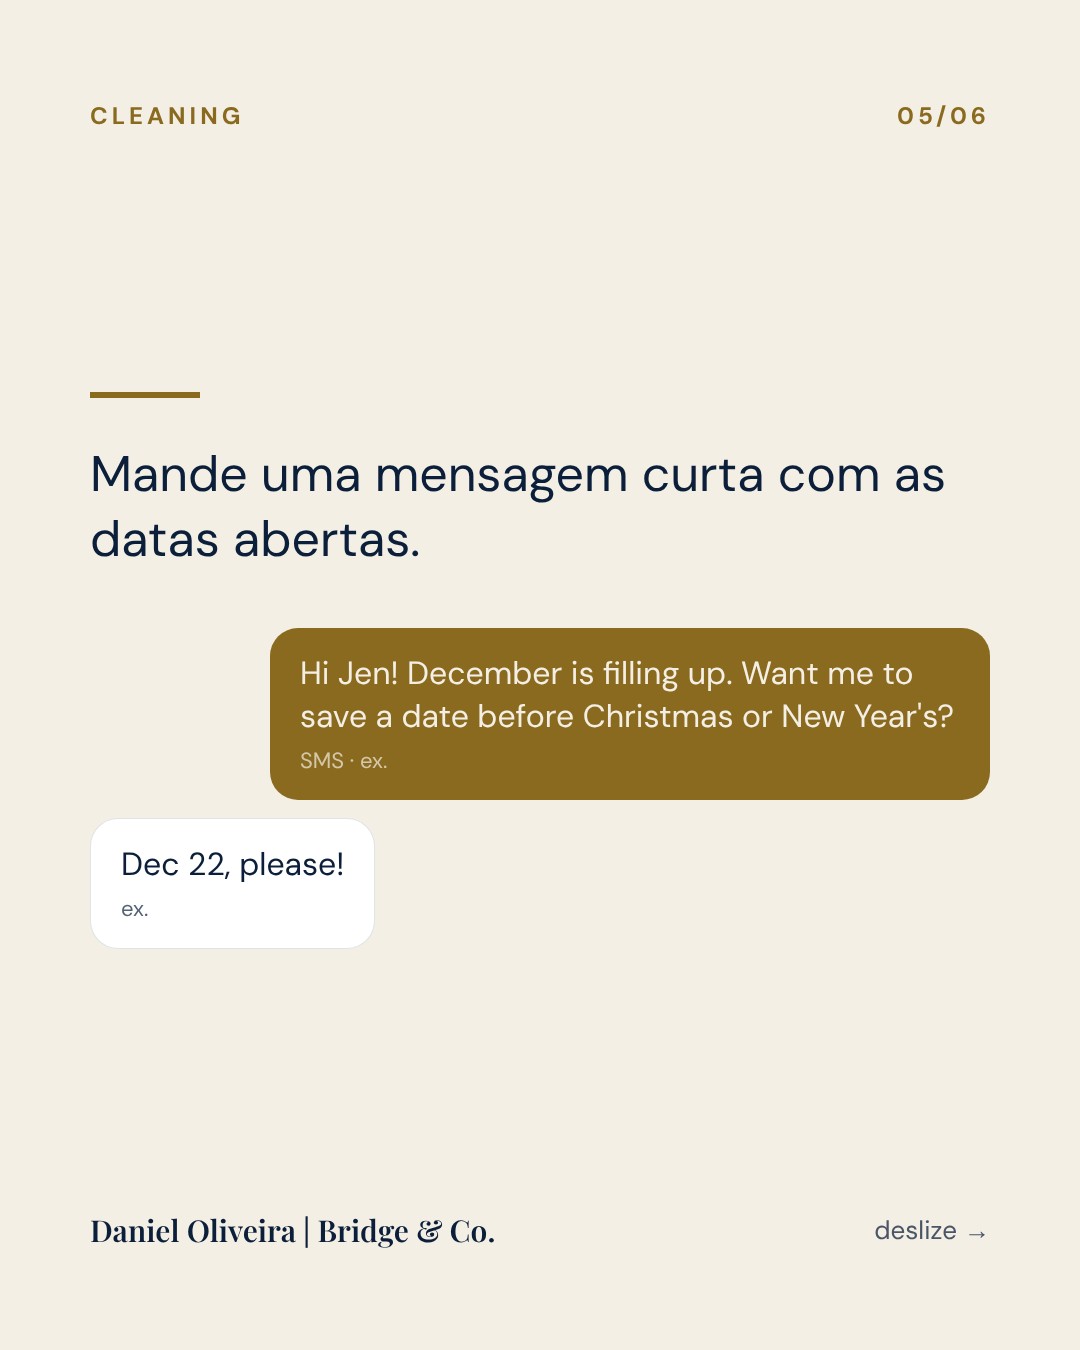 CLEANING
05/06
Mande uma mensagem curta com as
datas abertas.
Hi Jen! December is filling up. Want me to
save a date before Christmas or New Year's?
SMS · ex.
Dec 22, please!
ex.
Daniel Oliveira | Bridge & Co.
deslize →